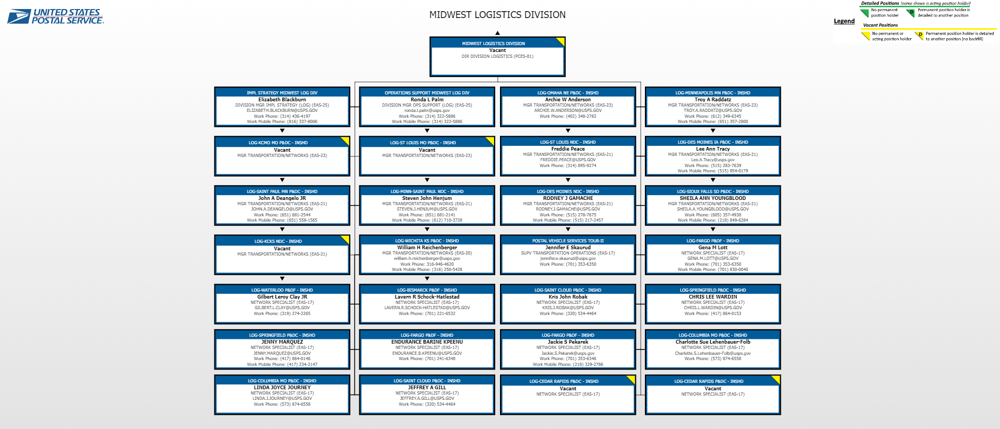 UNITED STATES
POSTAL SERVICE®
MIDWEST LOGISTICS DIVISION
Legend
Detailed Positions (name shown is acting position holder)
No permanent
position holder
D
Permanent position holder is
detailed to another position
Vacant Positions
No permanent or
acting position holder
D
Permanent position holder is detailed
to another position (no backfill)
MIDWEST LOGISTICS DIVISION
Vacant
DIR DIVISION LOGISTICS (PCES-01)
IMPL STRATEGY MIDWEST LOG DIV
Elizabeth Blackburn
DIVISION MGR IMPL STRATEGY (LOG) (EAS-25)
ELIZABETH.BLACKBURN@USPS.GOV
Work Phone: (314) 436-4197
Work Mobile Phone: (816) 337-8006
OPERATIONS SUPPORT MIDWEST LOG DIV
Ronda L Palm
DIVISION MGR OPS SUPPORT (LOG) (EAS-25)
ronda.l.palm@usps.gov
Work Phone: (314) 322-5886
Work Mobile Phone: (314) 322-5886
LOG-OMAHA NE P&DC - INSHD
Archie W Anderson
MGR TRANSPORTATION/NETWORKS (EAS-23)
ARCHIE.W.ANDERSON@USPS.GOV
Work Phone: (402) 348-2782
LOG-MINNEAPOLIS MN P&DC - INSHD
Troy A Raddatz
MGR TRANSPORTATION/NETWORKS (EAS-23)
TROY.A.RADDATZ@USPS.GOV
Work Phone: (612) 349-6345
Work Mobile Phone: (651) 357-2800
LOG-KCMO MO P&DC - INSHD
Vacant
MGR TRANSPORTATION/NETWORKS (EAS-23)
LOG-ST LOUIS MO P&DC - INSHD
Vacant
MGR TRANSPORTATION/NETWORKS (EAS-23)
LOG-ST LOUIS NDC - INSHD
Freddie Peace
MGR TRANSPORTATION/NETWORKS (EAS-21)
FREDDIE.PEACE@USPS.GOV
Work Phone: (314) 895-9274
LOG-DES MOINES IA P&DC - INSHD
Lee Ann Tracy
MGR TRANSPORTATION/NETWORKS (EAS-21)
Lee.A.Tracy@usps.gov
Work Phone: (515) 283-7639
Work Mobile Phone: (515) 954-0179
LOG-SAINT PAUL MN P&DC - INSHD
John A Deangelo JR
MGR TRANSPORTATION/NETWORKS (EAS-21)
JOHN.A.DEANGELO@USPS.GOV
Work Phone: (651) 681-2544
Work Mobile Phone: (651) 558-1565
LOG-MINN-SAINT PAUL NDC - INSHD
Steven John Henjum
MGR TRANSPORTATION/NETWORKS (EAS-21)
STEVEN.J.HENJUM@USPS.GOV
Work Phone: (651) 681-2141
Work Mobile Phone: (612) 710-3728
LOG-DES MOINES NDC - INSHD
RODNEY J GAMACHE
MGR TRANSPORTATION/NETWORKS (EAS-21)
RODNEY.J.GAMACHE@USPS.GOV
Work Phone: (515) 278-7675
Work Mobile Phone: (515) 217-2457
LOG-SIOUX FALLS SD P&DC - INSHD
SHEILA ANN YOUNGBLOOD
MGR TRANSPORTATION/NETWORKS (EAS-21)
SHEILA.A.YOUNGBLOOD@USPS.GOV
Work Phone: (605) 357-4930
Work Mobile Phone: (218) 849-6284
LOG-KCKS NDC - INSHD
Vacant
MGR TRANSPORTATION/NETWORKS (EAS-21)
LOG-WICHITA KS P&DC - INSHD
William H Reichenberger
MGR TRANSPORTATION/NETWORKS (EAS-20)
william.h.reichenberger@usps.gov
Work Phone: 316-946-4620
Work Mobile Phone: (316) 250-5428
POSTAL VEHICLE SERVICES TOUR-II
Jennifer E Skaurud
SUPV TRANSPORTATION OPERATIONS (EAS-17)
jennifer.e.skaurud@usps.gov
Work Phone: (701) 353-6350
LOG-FARGO P&DF - INSHD
Gena M Lott
NETWORK SPECIALIST (EAS-17)
GENA.M.LOTT@USPS.GOV
Work Phone: (701) 353-6350
Work Mobile Phone: (701) 830-0040
LOG-WATERLOO P&DF - INSHD
Gilbert Leroy Clay JR
NETWORK SPECIALIST (EAS-17)
GILBERT.L.CLAY@USPS.GOV
Work Phone: (319) 274-2265
LOG-BISMARCK P&DF - INSHD
Lavern R Schock-Hatlestad
NETWORK SPECIALIST (EAS-17)
LAVERN.R.SCHOCK-HATLESTAD@USPS.GOV
Work Phone: (701) 221-6532
LOG-SAINT CLOUD P&DC - INSHD
Kris John Robak
NETWORK SPECIALIST (EAS-17)
KRIS.J.ROBAK@USPS.GOV
Work Phone: (320) 534-4464
LOG-SPRINGFIELD P&DC - INSHD
CHRIS LEE WARDIN
NETWORK SPECIALIST (EAS-17)
CHRIS.L.WARDIN@USPS.GOV
Work Phone: (417) 864-0153
LOG-SPRINGFIELD P&DC - INSHD
JENNY MARQUEZ
NETWORK SPECIALIST (EAS-17)
JENNY.MARQUEZ@USPS.GOV
Work Phone: (417) 864-0146
Work Mobile Phone: (417) 234-2147
LOG-FARGO P&DF - INSHD
ENDURANCE BARINE KPEENU
NETWORK SPECIALIST (EAS-17)
ENDURANCE.B.KPEENU@USPS.GOV
Work Phone: (701) 241-6348
LOG-FARGO P&DF - INSHD
Jackie S Pekarek
NETWORK SPECIALIST (EAS-17)
Jackie.S.Pekarek@usps.gov
Work Phone: (701) 353-6346
Work Mobile Phone: (218) 329-2786
LOG-COLUMBIA MO P&DC - INSHD
Charlotte Sue Lehenbauer-Folb
NETWORK SPECIALIST (EAS-17)
Charlotte.S.Lehenbauer-Folb@usps.gov
Work Phone: (573) 874-6558
LOG-COLUMBIA MO P&DC - INSHD
LINDA JOYCE JOURNEY
NETWORK SPECIALIST (EAS-17)
LINDA.J.JOURNEY@USPS.GOV
Work Phone: (573) 874-6558
LOG-SAINT CLOUD P&DC - INSHD
JEFFREY A GILL
NETWORK SPECIALIST (EAS-17)
JEFFREY.A.GILL@USPS.GOV
Work Phone: (320) 534-4464
LOG-CEDAR RAPIDS P&DC - INSHD
Vacant
NETWORK SPECIALIST (EAS-17)
LOG-CEDAR RAPIDS P&DC - INSHD
Vacant
NETWORK SPECIALIST (EAS-17)